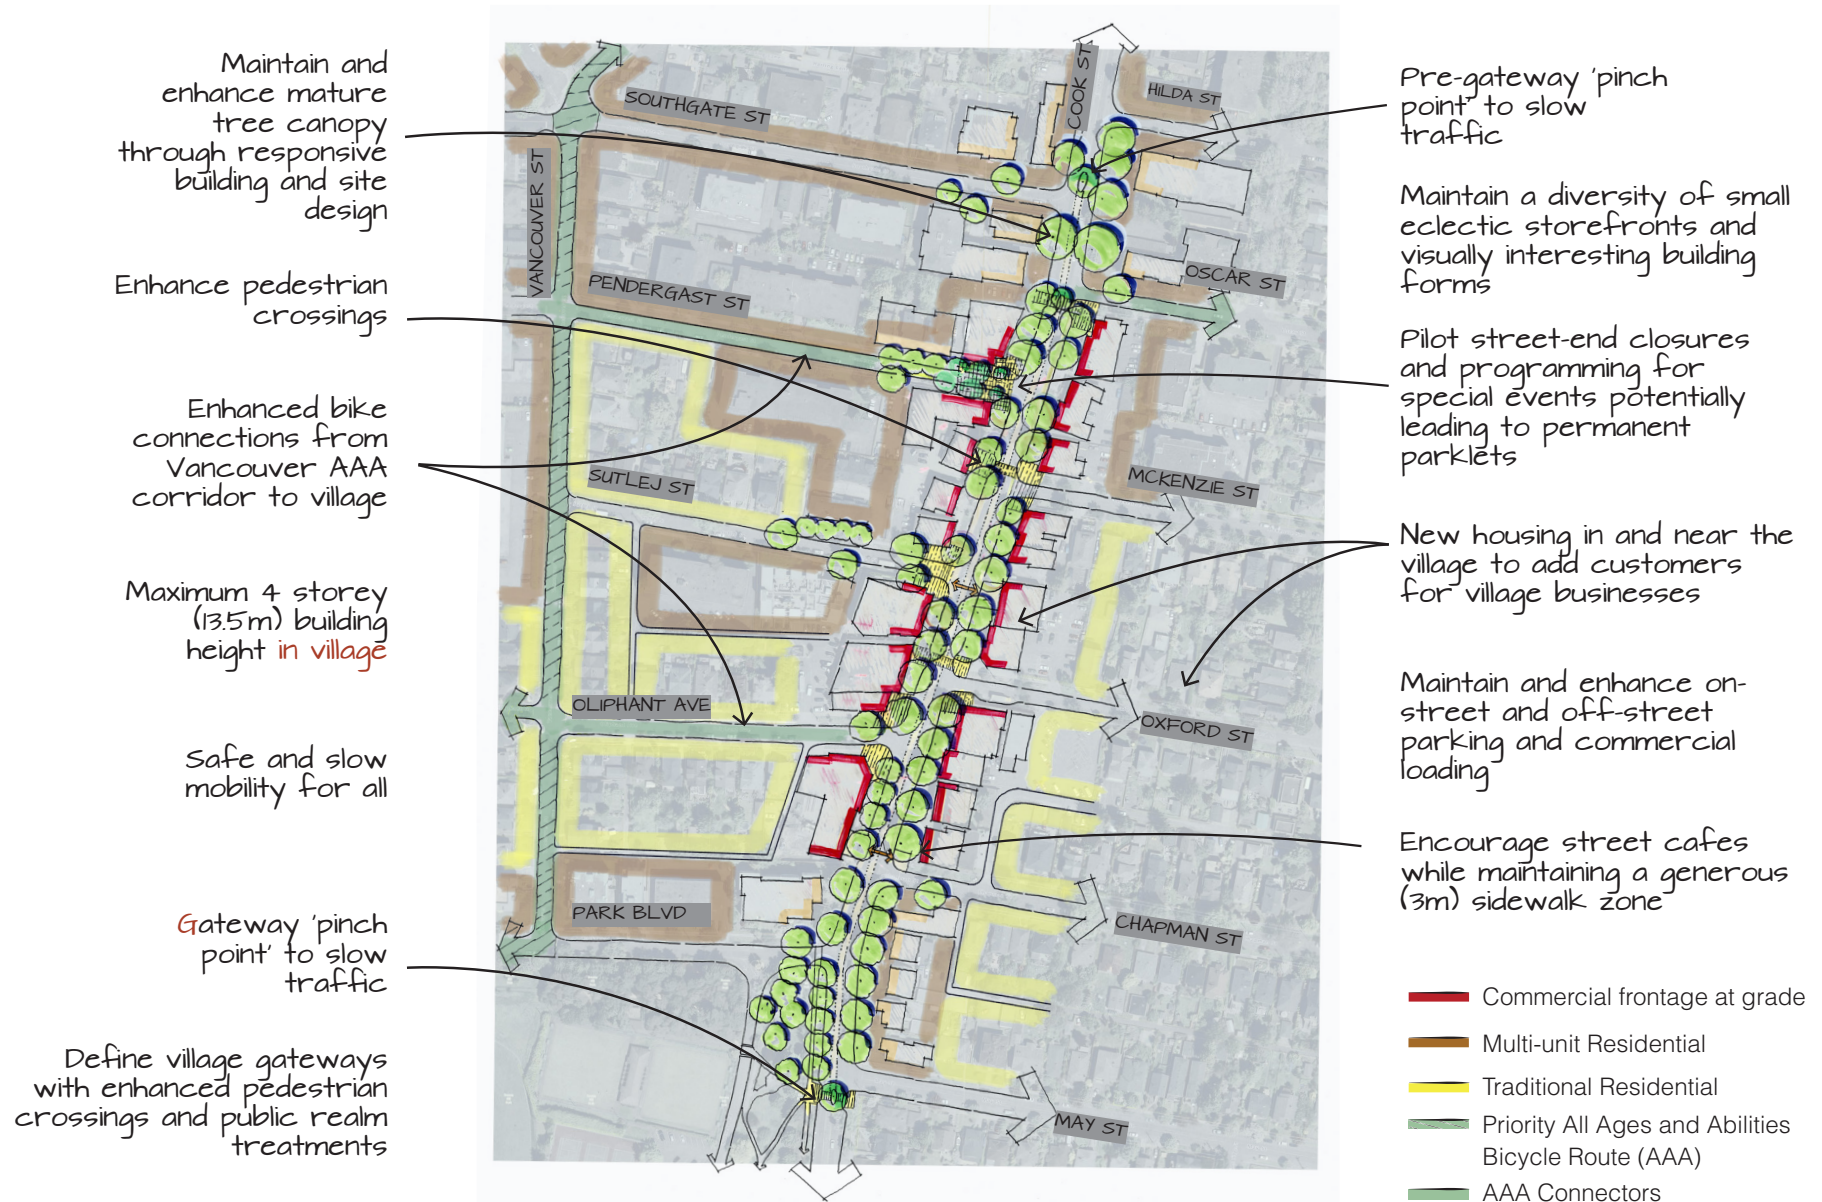 Maintain and
enhance mature
tree canopy
through responsive
building and site
design
Enhance pedestrian
crossings
Enhanced bike
connections from
Vancouver AAA
corridor to village
Maximum 4 storey
(13.5m) building
height in village
Safe and slow
mobility for all
Gateway 'pinch
point' to slow
traffic
Define village gateways
with enhanced pedestrian
crossings and public realm
treatments
SOUTHGATE ST
COOK ST
HILDA ST
VANCOUVER ST
PENDERGAST ST
OSCAR ST
SUTLEJ ST
MCKENZIE ST
OLIPHANT AVE
OXFORD ST
PARK BLVD
CHAPMAN ST
MAY ST
Pre-gateway 'pinch
point' to slow
traffic
Maintain a diversity of small
eclectic storefronts and
visually interesting building
forms
Pilot street-end closures
and programming for
special events potentially
leading to permanent
parklets
New housing in and near the
village to add customers
for village businesses
Maintain and enhance on-
street and off-street
parking and commercial
loading
Encourage street cafes
while maintaining a generous
(3m) sidewalk zone
Commercial frontage at grade
Multi-unit Residential
Traditional Residential
Priority All Ages and Abilities
Bicycle Route (AAA)
AAA Connectors